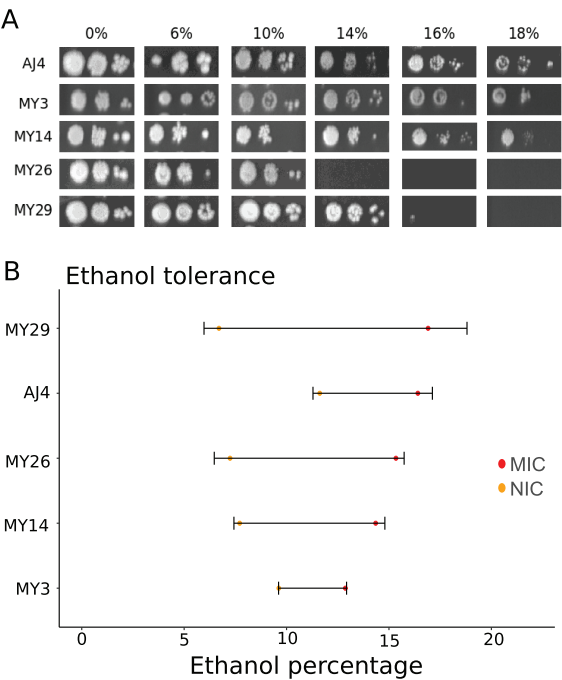 A
0% 6% 10% 14% 16% 18%
AJ4
MY3
MY14
MY26
MY29
B
Ethanol tolerance
MY29
AJ4
MY26
MY14
MY3
MIC
NIC
0 5 10 15 20
Ethanol percentage